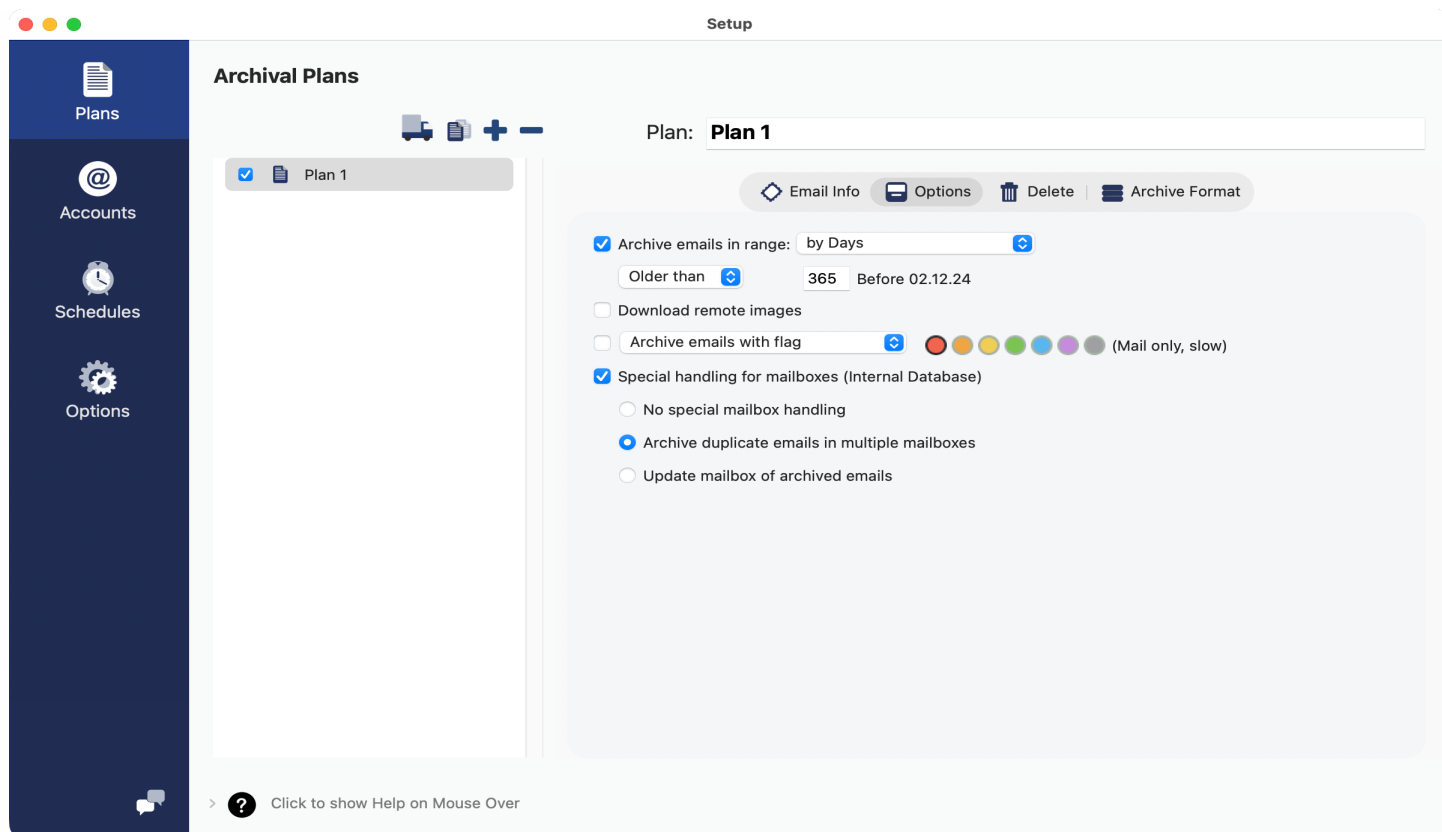 Setup
Plans
Accounts
Schedules
Options
Archival Plans
Plan 1
Plan: Plan 1
Email Info Options Delete Archive Format
Archive emails in range: by Days
Older than 365 Before 02.12.24
Download remote images
Archive emails with flag (Mail only, slow)
Special handling for mailboxes (Internal Database)
No special mailbox handling
Archive duplicate emails in multiple mailboxes
Update mailbox of archived emails
? Click to show Help on Mouse Over